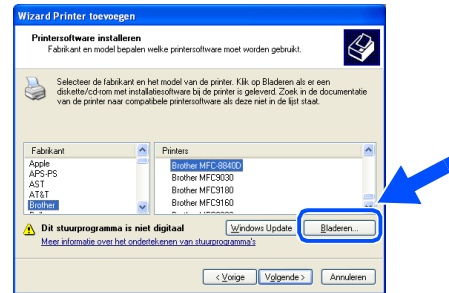 Wizard Printer toevoegen
Printersoftware installeren
Fabrikant en model bepalen welke printersoftware moet worden gebruikt.
Selecteer de fabrikant en het model van de printer. Klik op Bladeren als er een
diskette/cd-rom met installatiesoftware bij de printer is geleverd. Zoek in de documentatie
van de printer naar compatibele printersoftware als deze niet in de lijst staat.
Fabrikant
Apple
APS-PS
AST
AT&T
Brother
Printers
Brother MFC-8840D
Brother MFC9030
Brother MFC9180
Brother MFC9160
Dit stuurprogramma is niet digitaal
Meer informatie over het ondertekenen van stuurprogramma's
Windows Update
Bladeren...
< Vorige
Volgende >
Annuleren